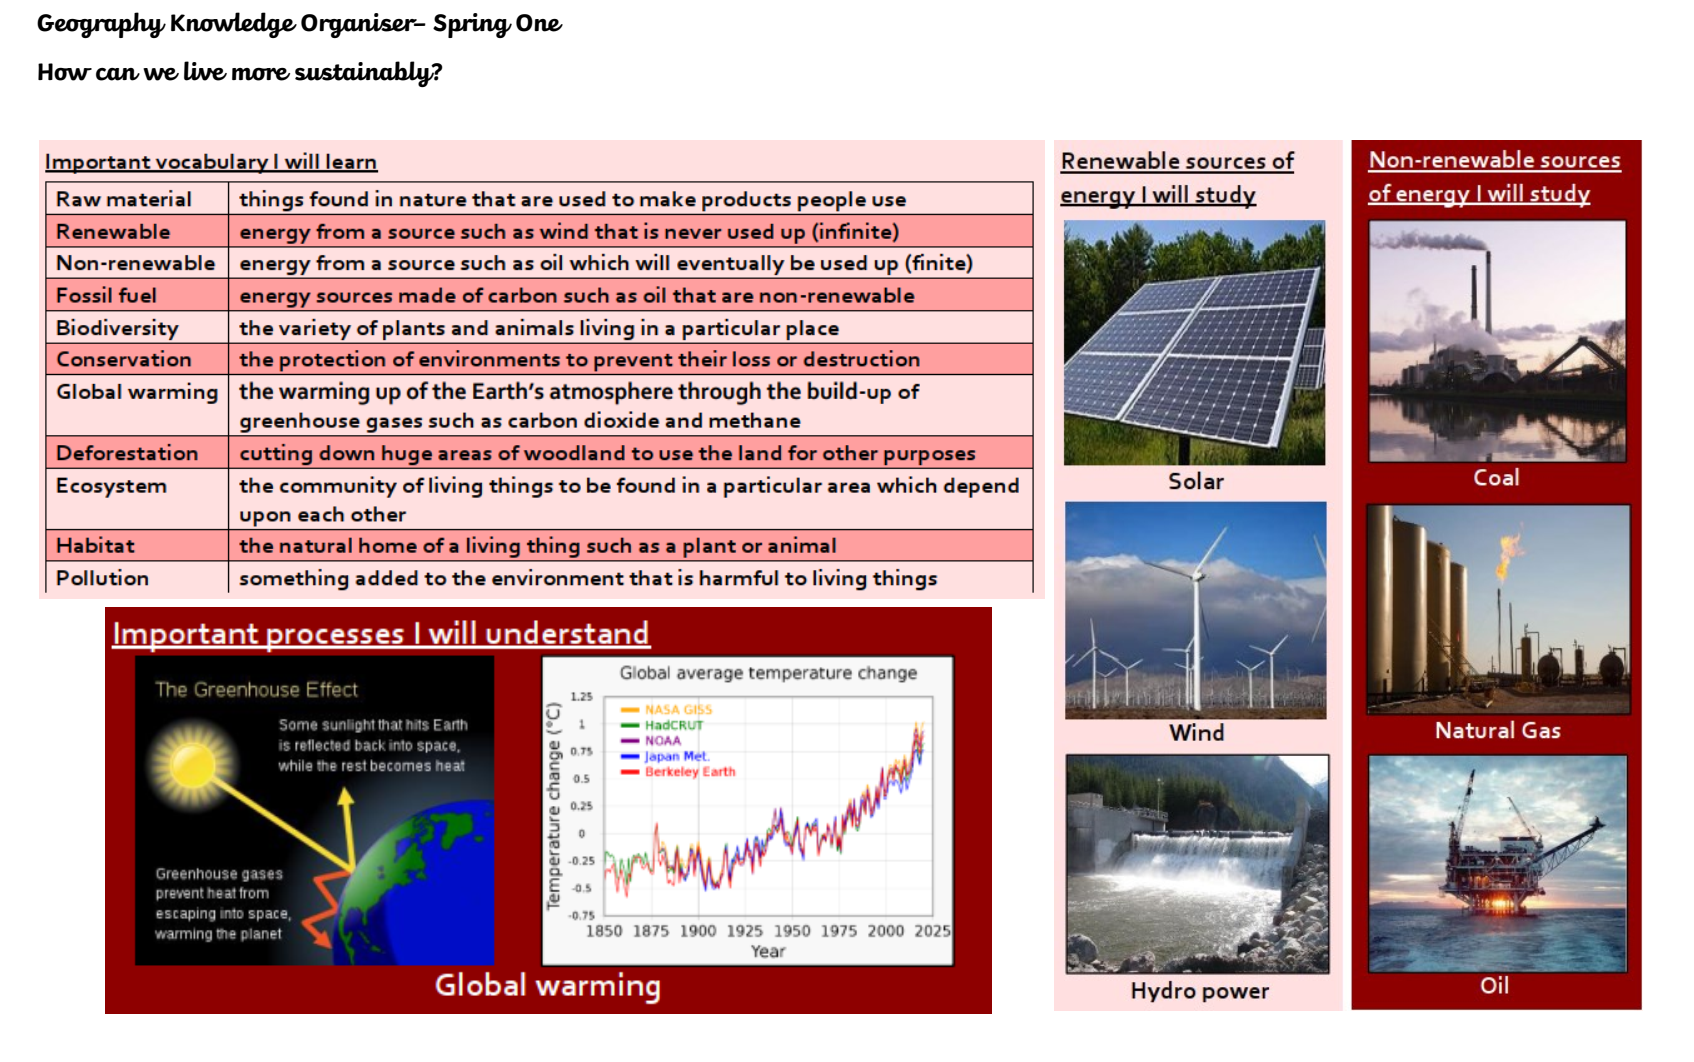 Geography Knowledge Organiser– Spring One
How can we live more sustainably?
Important vocabulary I will learn
Raw material things found in nature that are used to make products people use
Renewable energy from a source such as wind that is never used up (infinite)
Non-renewable energy from a source such as oil which will eventually be used up (finite)
Fossil fuel energy sources made of carbon such as oil that are non-renewable
Biodiversity the variety of plants and animals living in a particular place
Conservation the protection of environments to prevent their loss or destruction
Global warming the warming up of the Earth's atmosphere through the build-up of
greenhouse gases such as carbon dioxide and methane
Deforestation cutting down huge areas of woodland to use the land for other purposes
Ecosystem the community of living things to be found in a particular area which depend
upon each other
Habitat the natural home of a living thing such as a plant or animal
Pollution something added to the environment that is harmful to living things
Important processes I will understand
The Greenhouse Effect
Some sunlight that hits Earth
is reflected back into space,
while the rest becomes heat
Greenhouse gases
prevent heat from
escaping into space,
warming the planet
Global average temperature change
Temperature change (°C)
1.25
1
0.75
0.5
0.25
0
-0.25
-0.5
-0.75
NASA GISS
HadCRUT
NOAA
Japan Met.
Berkeley Earth
1850 1875 1900 1925 1950 1975 2000 2025
Year
Global warming
Renewable sources of
energy I will study
Solar
Wind
Hydro power
Non-renewable sources
of energy I will study
Coal
Natural Gas
Oil